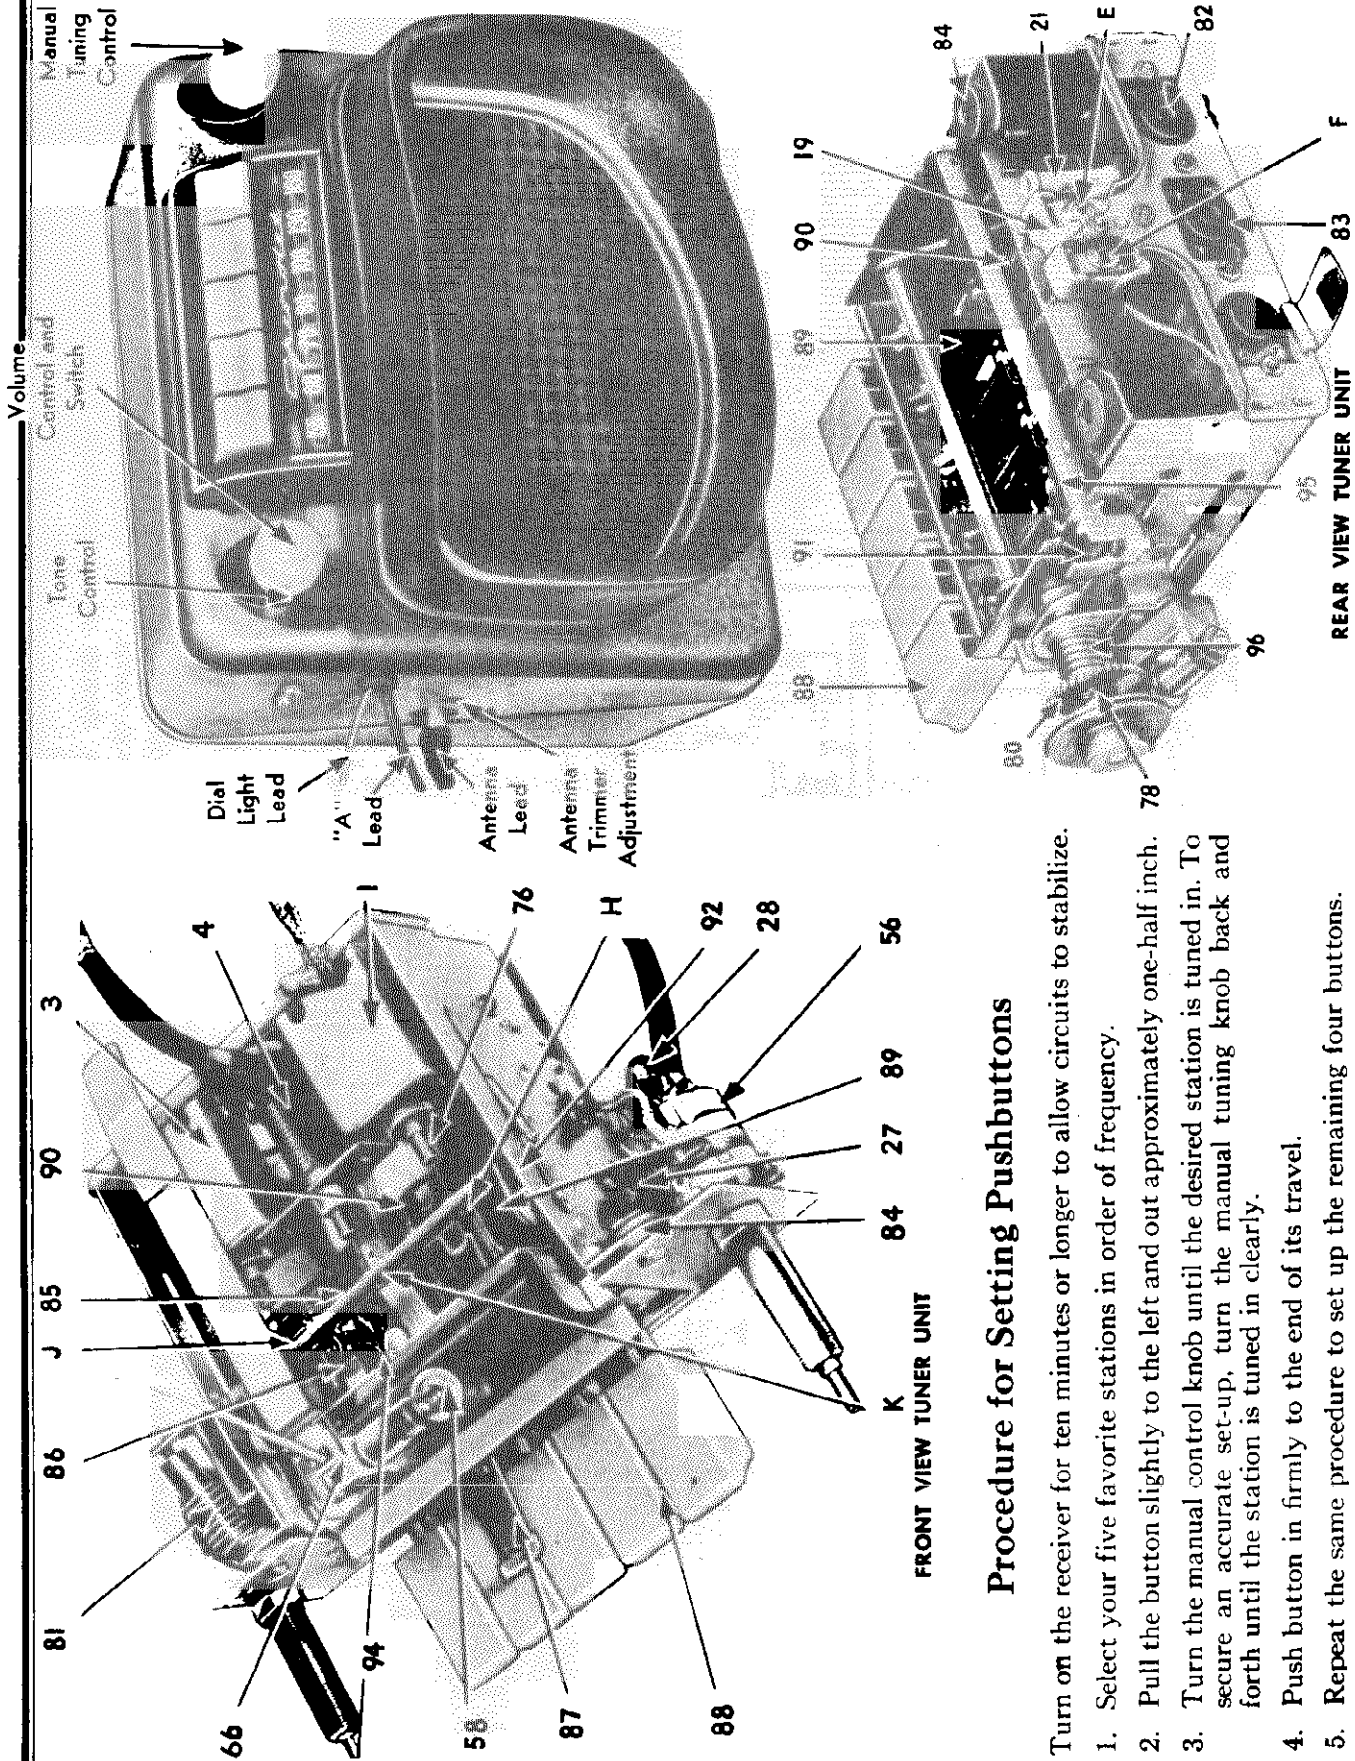 81
86
J
85
90
3
4
I
76
H
92
28
56
89
27
84
K
66
94
58
87
88
FRONT VIEW TUNER UNIT
Volume
Control and
Switch
Manual
Tuning
Control
Tone
Control
Dial
Light
Lead
"A"
Lead
Antenna
Lead
Antenna
Trimmer
Adjustment
Procedure for Setting Pushbuttons
Turn on the receiver for ten minutes or longer to allow circuits to stabilize.
1. Select your five favorite stations in order of frequency.
2. Pull the button slightly to the left and out approximately one-half inch.
3. Turn the manual control knob until the desired station is tuned in. To
secure an accurate set-up, turn the manual tuning knob back and
forth until the station is tuned in clearly.
4. Push button in firmly to the end of its travel.
5. Repeat the same procedure to set up the remaining four buttons.
88
91
89
90
19
84
21
E
82
80
78
96
95
83
F
REAR VIEW TUNER UNIT